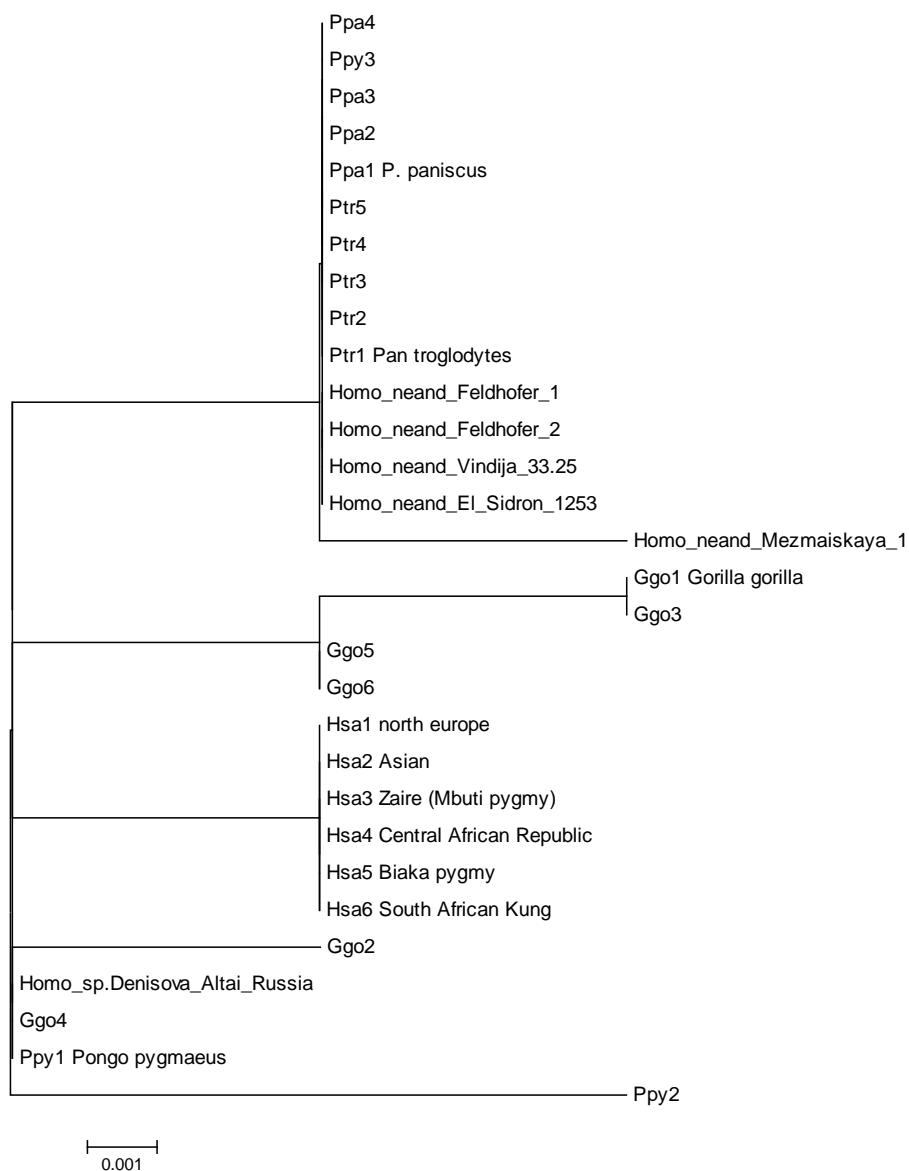 Ppa4
Ppy3
Ppa3
Ppa2
Ppa1 P. paniscus
Ptr5
Ptr4
Ptr3
Ptr2
Ptr1 Pan troglodytes
Homo_neand_Feldhofer_1
Homo_neand_Feldhofer_2
Homo_neand_Vindija_33.25
Homo_neand_El_Sidron_1253
Homo_neand_Mezmaiskaya_1
Ggo1 Gorilla gorilla
Ggo3
Ggo5
Ggo6
Hsa1 north europe
Hsa2 Asian
Hsa3 Zaire (Mbuti pygmy)
Hsa4 Central African Republic
Hsa5 Biaka pygmy
Hsa6 South African Kung
Ggo2
Homo_sp.Denisova_Altai_Russia
Ggo4
Ppy1 Pongo pygmaeus
Ppy2
0.001